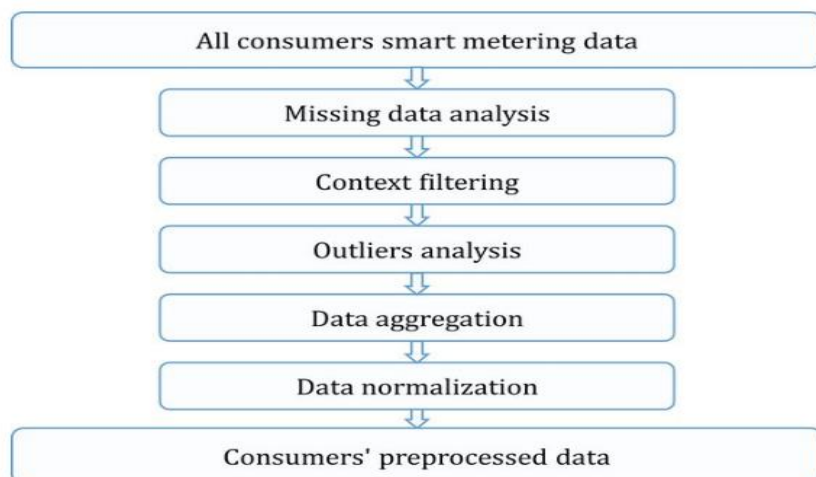 All consumers smart metering data
Missing data analysis
Context filtering
Outliers analysis
Data aggregation
Data normalization
Consumers' preprocessed data